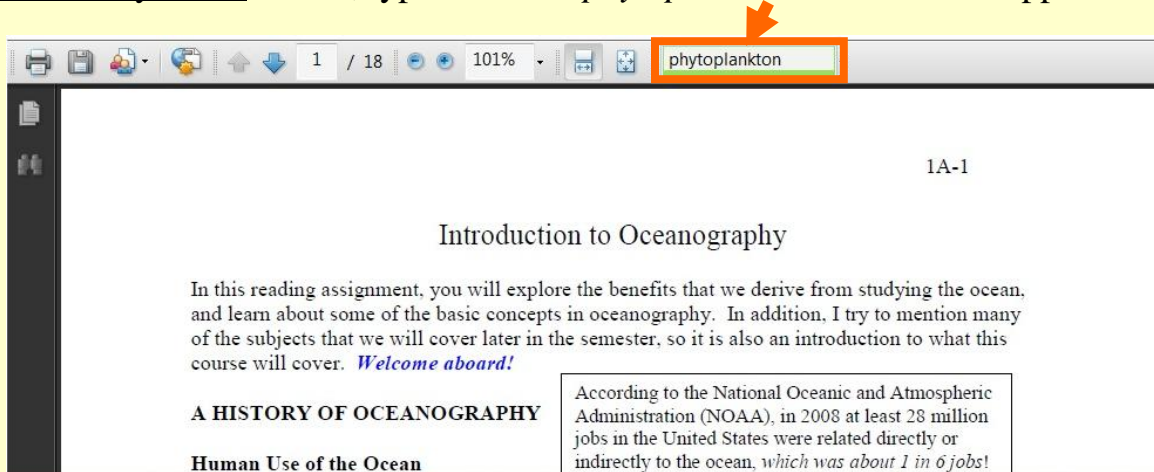 1 / 18 101% phytoplankton
1A-1
Introduction to Oceanography
In this reading assignment, you will explore the benefits that we derive from studying the ocean,
and learn about some of the basic concepts in oceanography. In addition, I try to mention many
of the subjects that we will cover later in the semester, so it is also an introduction to what this
course will cover. Welcome aboard!
According to the National Oceanic and Atmospheric
A HISTORY OF OCEANOGRAPHY Administration (NOAA), in 2008 at least 28 million
jobs in the United States were related directly or
Human Use of the Ocean indirectly to the ocean, which was about 1 in 6 jobs!